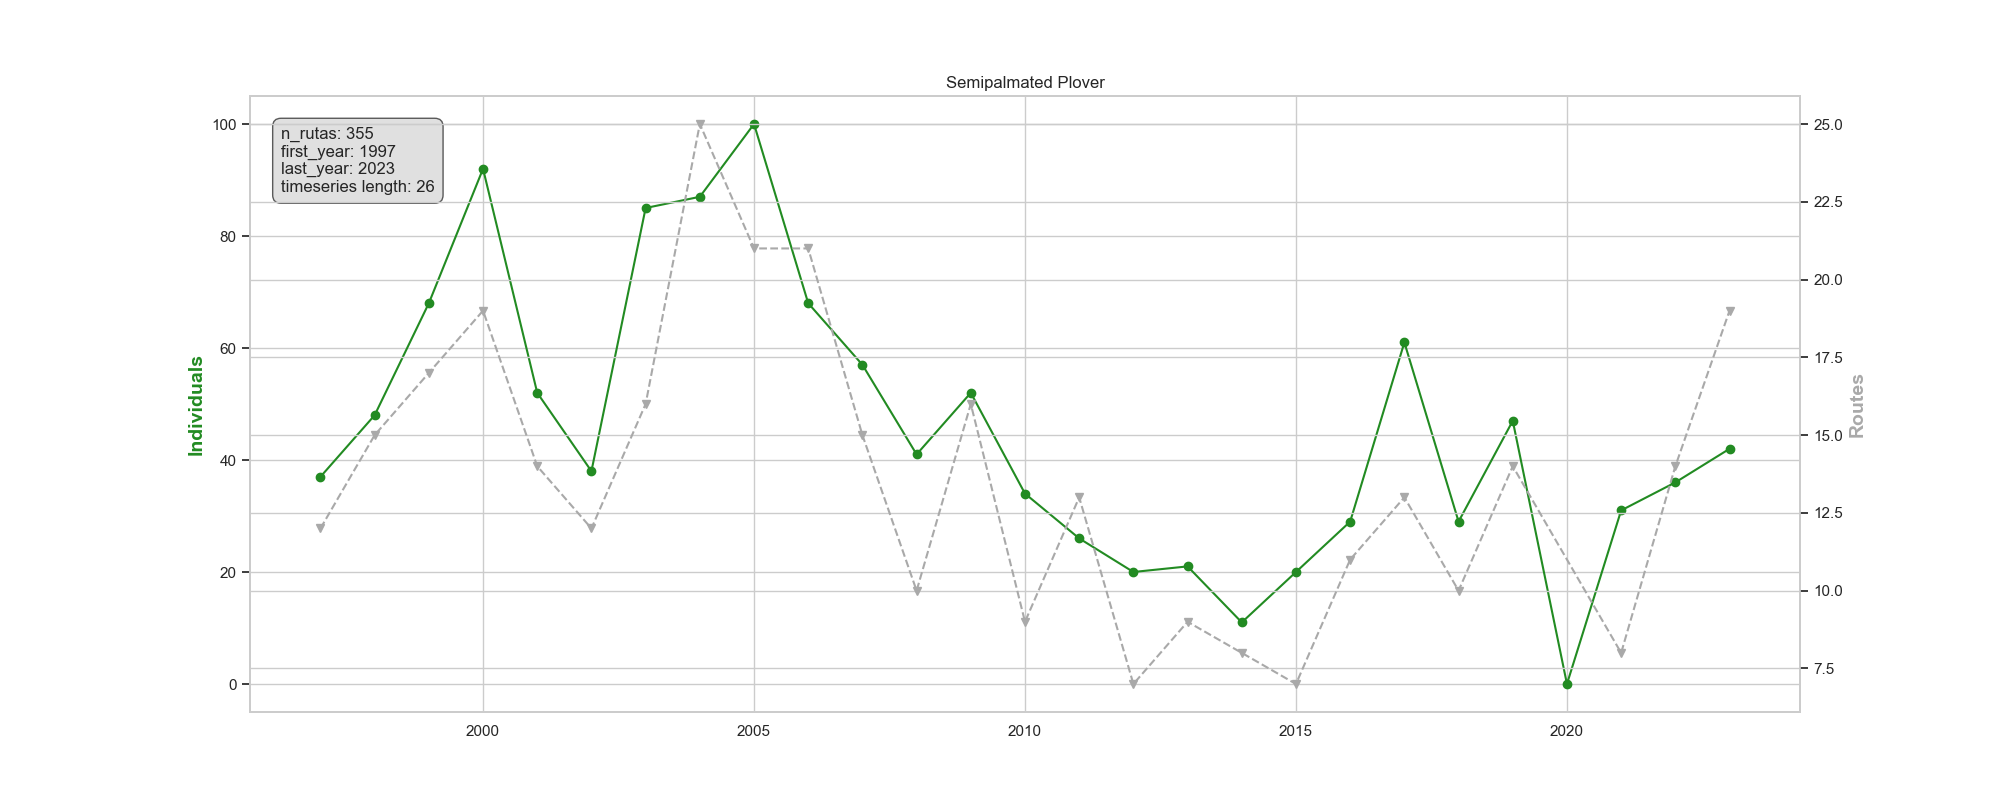 Semipalmated Plover
n_rutas: 355
first_year: 1997
last_year: 2023
timeseries length: 26
100
80
60
40
20
0
Individuals
25.0
22.5
20.0
17.5
15.0
12.5
10.0
7.5
Routes
2000
2005
2010
2015
2020